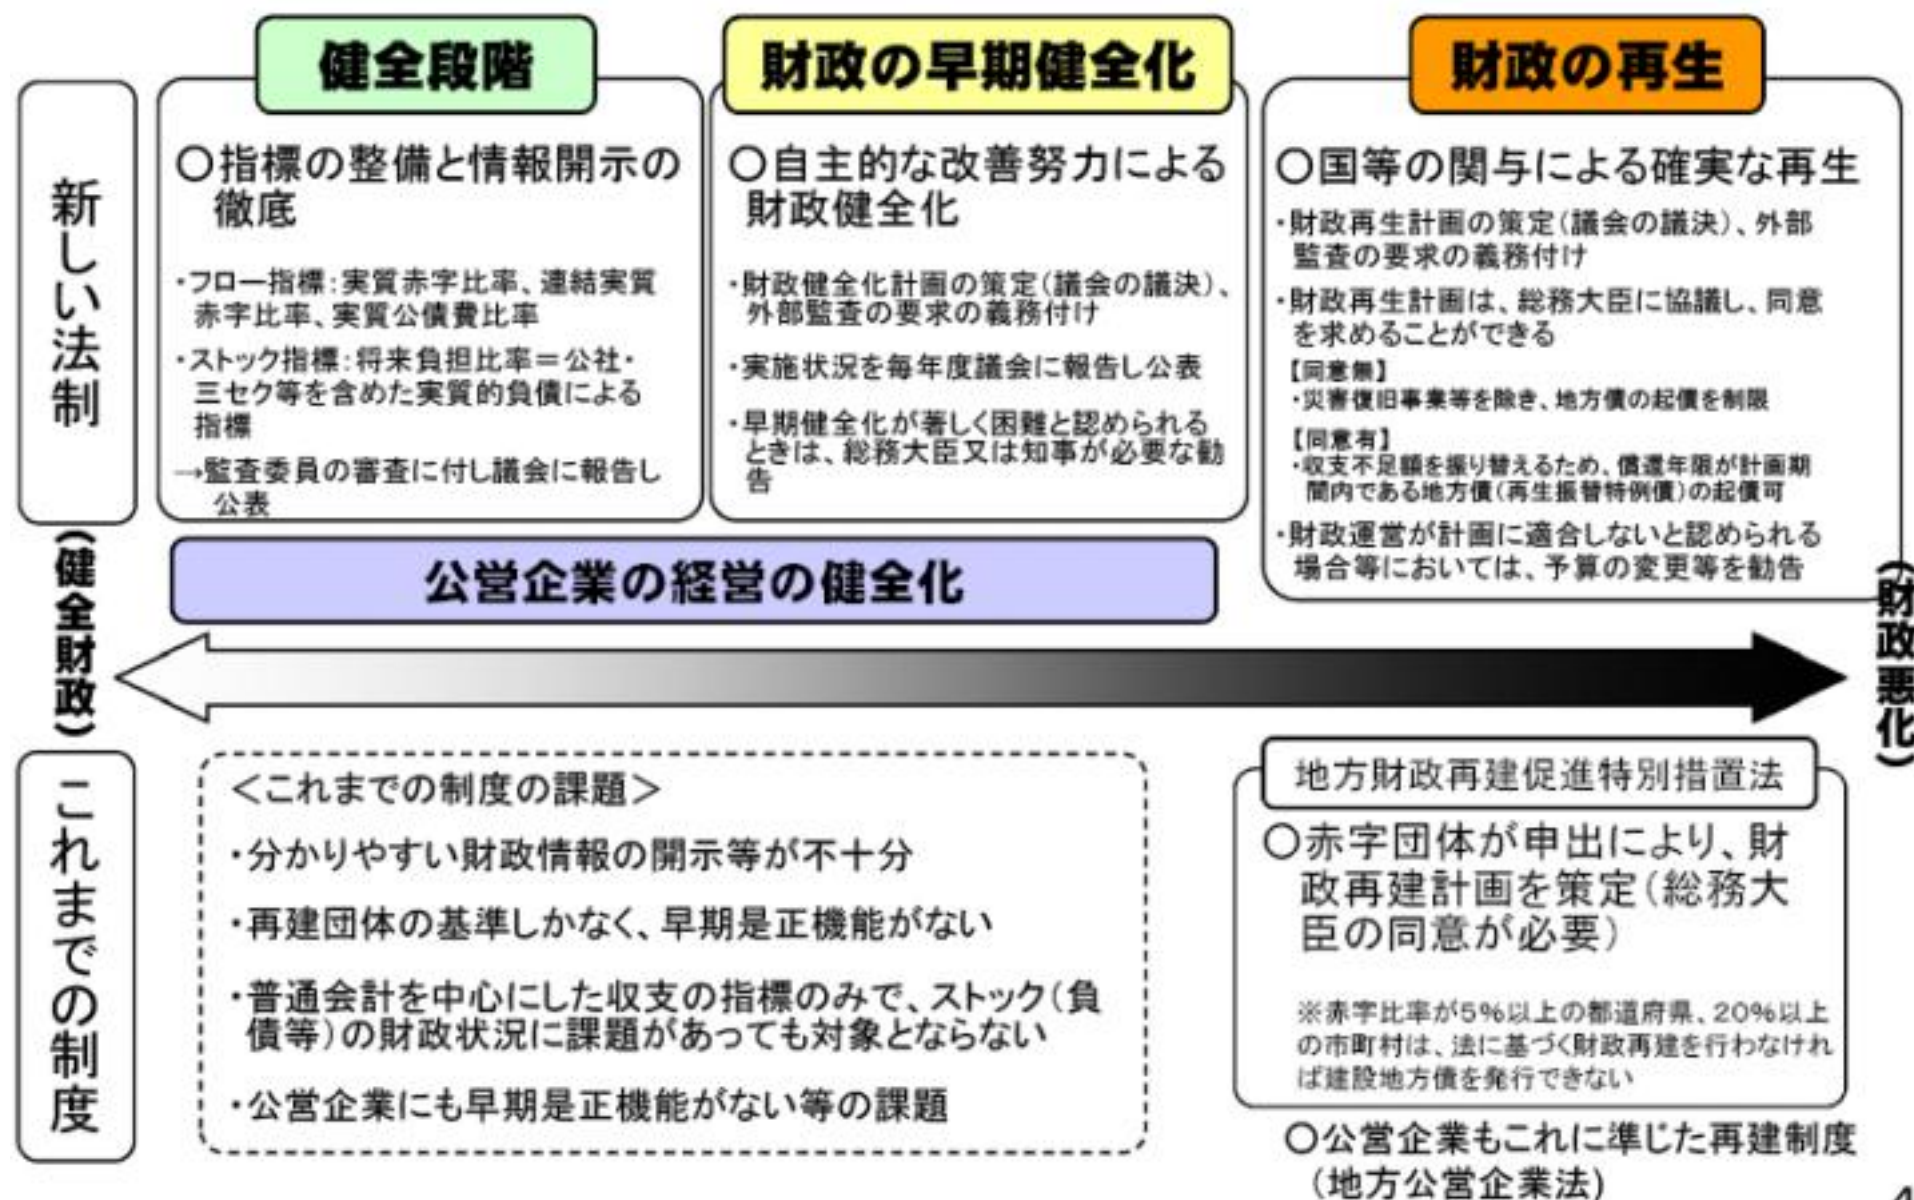 健全段階
財政の早期健全化
財政の再生
新しい法制
〇指標の整備と情報開示の
徹底
・フロー指標:実質赤字比率、連結実質
赤字比率、実質公債費比率
・ストック指標:将来負担比率=公社・
三セク等を含めた実質的負債による
指標
→監査委員の審査に付し議会に報告し
公表
〇自主的な改善努力による
財政健全化
・財政健全化計画の策定(議会の議決)、
外部監査の要求の義務付け
・実施状況を毎年度議会に報告し公表
・早期健全化が著しく困難と認められる
ときは、総務大臣又は知事が必要な勧
告
〇国等の関与による確実な再生
・財政再生計画の策定(議会の議決)、外部
監査の要求の義務付け
・財政再生計画は、総務大臣に協議し、同意
を求めることができる
【同意無】
・災害復旧事業等を除き、地方債の起債を制限
【同意有】
・収支不足額を振り替えるため、償還年限が計画期
間内である地方債(再生振替特例債)の起債可
・財政運営が計画に適合しないと認められる
場合等においては、予算の変更等を勧告
公営企業の経営の健全化
(健全財政)
(財政悪化)
これまでの制度
<これまでの制度の課題>
・分かりやすい財政情報の開示等が不十分
・再建団体の基準しかなく、早期是正機能がない
・普通会計を中心にした収支の指標のみで、ストック(負
債等)の財政状況に課題があっても対象とならない
・公営企業にも早期是正機能がない等の課題
地方財政再建促進特別措置法
〇赤字団体が申出により、財
政再建計画を策定(総務大
臣の同意が必要)
※赤字比率が5%以上の都道府県、20%以上
の市町村は、法に基づく財政再建を行わなけれ
ば建設地方債を発行できない
〇公営企業もこれに準じた再建制度
(地方公営企業法)
4